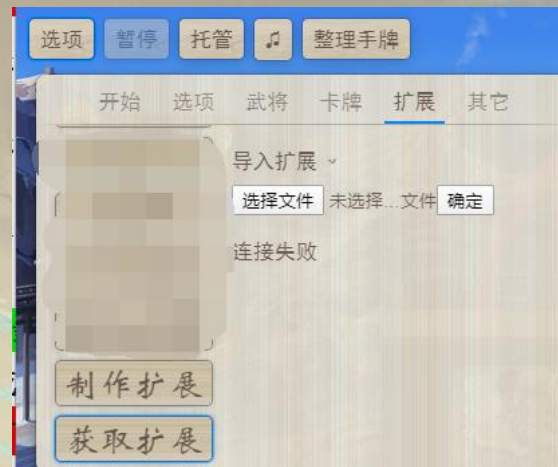 选项 暂停 托管 ♫ 整理手牌
开始 选项 武将 卡牌 扩展 其它
导入扩展
选择文件 未选择...文件 确定
连接失败
制作扩展
获取扩展